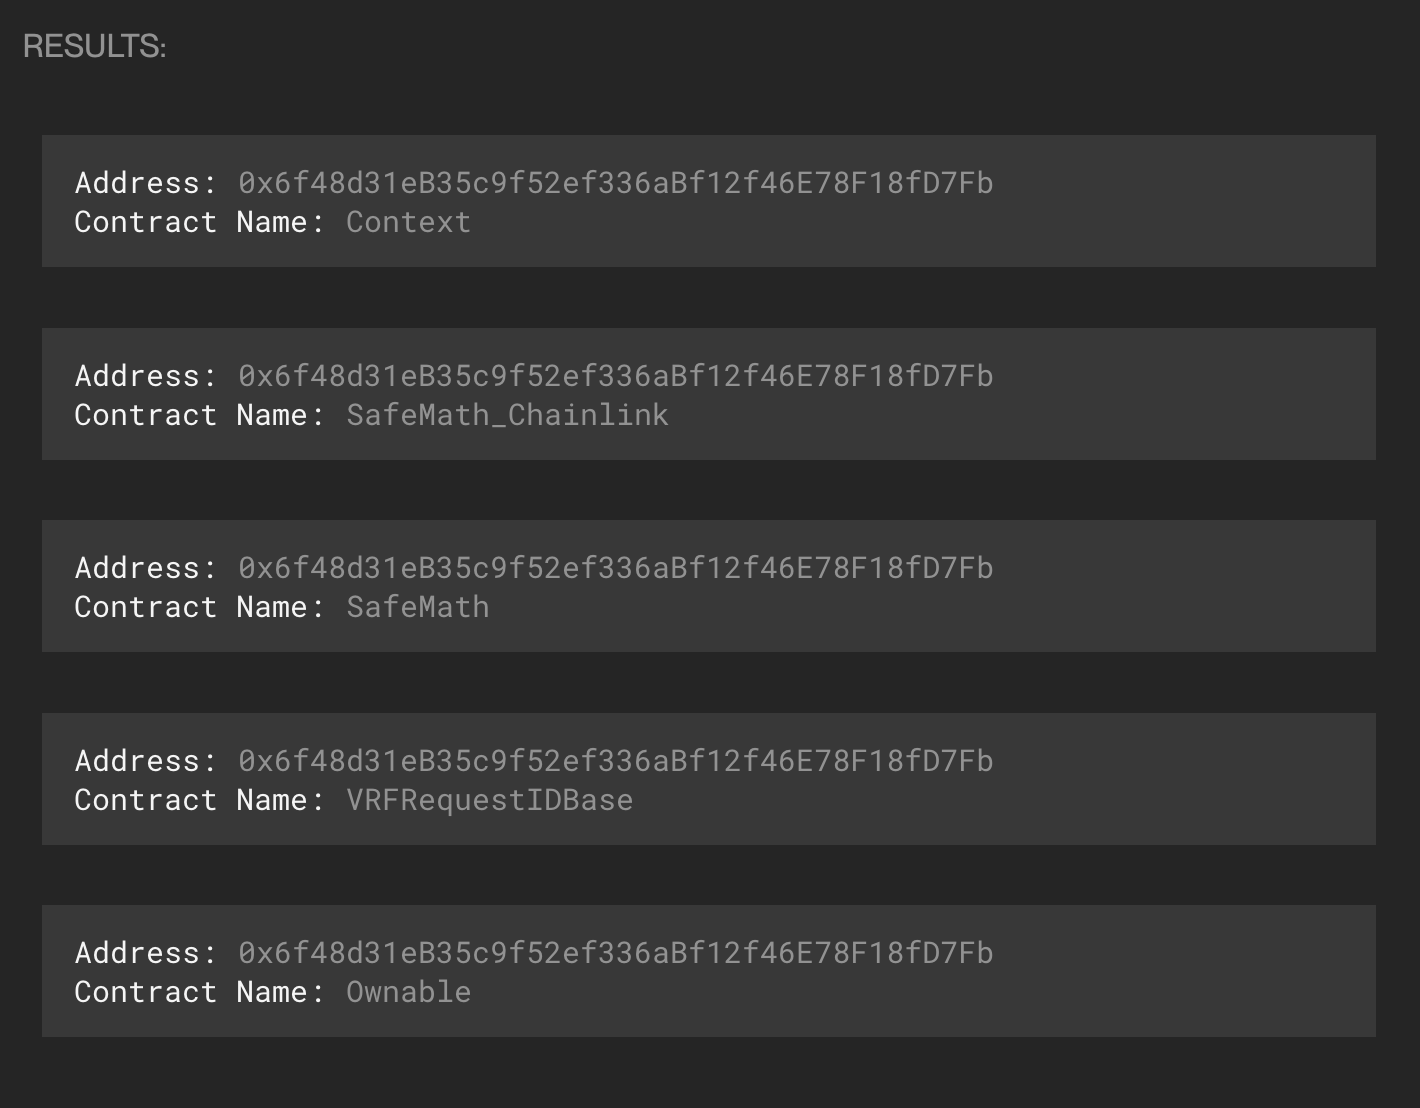 RESULTS:
Address: 0x6f48d31eB35c9f52ef336aBf12f46E78F18fD7Fb
Contract Name: Context
Address: 0x6f48d31eB35c9f52ef336aBf12f46E78F18fD7Fb
Contract Name: SafeMath_Chainlink
Address: 0x6f48d31eB35c9f52ef336aBf12f46E78F18fD7Fb
Contract Name: SafeMath
Address: 0x6f48d31eB35c9f52ef336aBf12f46E78F18fD7Fb
Contract Name: VRFRequestIDBase
Address: 0x6f48d31eB35c9f52ef336aBf12f46E78F18fD7Fb
Contract Name: Ownable